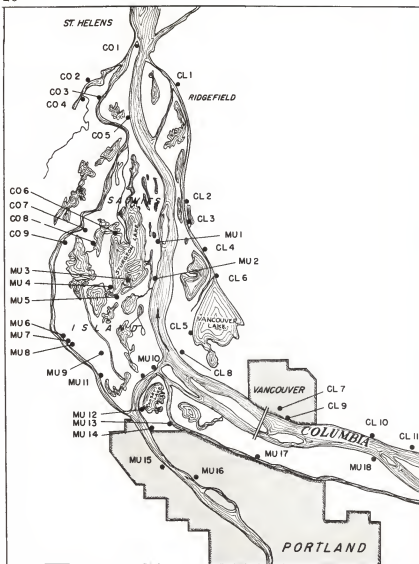 ST. HELENS
CO 1
CO 2
CL 1
CO 3
RIDGEFIELD
CO 4
CO 5
CL 2
CO 6
SAUVIES
CO 7
CL 3
CO 8
MU 1
CO 9
CL 4
MU 2
MU 3
CL 6
MU 4
MU 5
VANCOUVER
LAKE
ISLAND
CL 5
MU 6
MU 7
MU 8
MU 10
CL 8
MU 9
MU 11
VANCOUVER
CL 7
MU 12
CL 9
MU 13
COLUMBIA
CL 10
MU 14
CL 11
MU 15
MU 16
MU 17
MU 18
PORTLAND